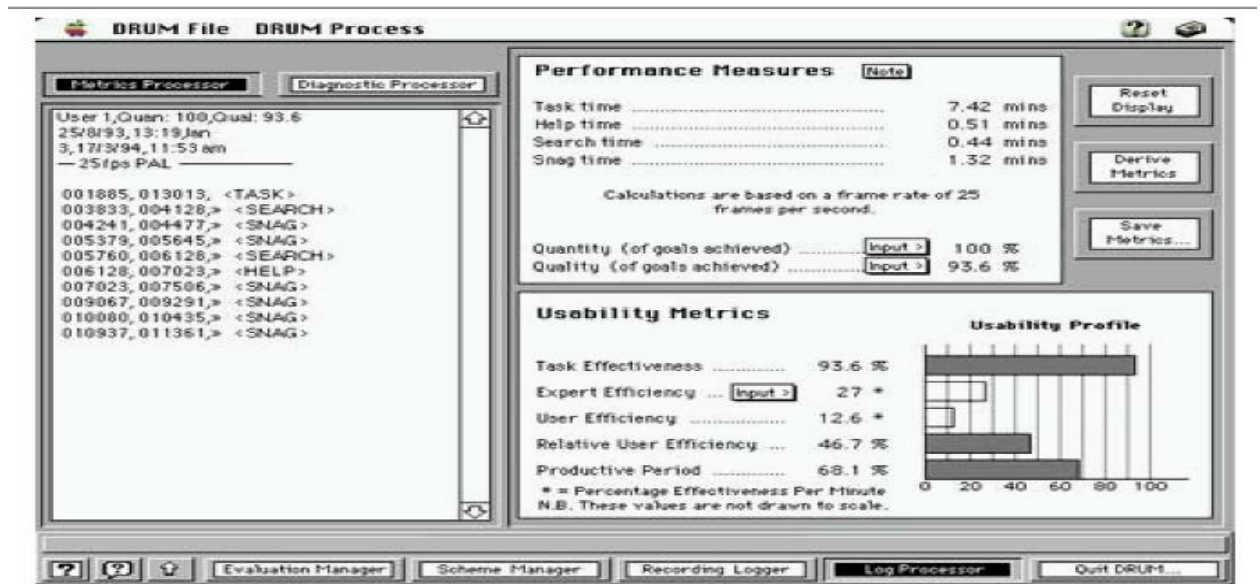 DRUM File DRUM Process
Metrics Processor
Diagnostic Processor
User 1,Quan: 100,Qual: 93.6
25/8/93,13:19,Jan
3,17/3/94,11:53 am
— 25fps PAL —
001885,013013, <TASK>
003833,004128,» <SEARCH>
004241,004477,» <SNAG>
005379,005645,» <SNAG>
005760,006128,» <SEARCH>
006128,007023,» <HELP>
007023,007506,» <SNAG>
009067,009291,» <SNAG>
010080,010435,» <SNAG>
010937,011361,» <SNAG>
Performance Measures Note
Task time 7.42 mins
Help time 0.51 mins
Search time 0.44 mins
Snag time 1.32 mins
Calculations are based on a frame rate of 25
frames per second.
Quantity (of goals achieved) Input > 100 %
Quality (of goals achieved) Input > 93.6 %
Reset
Display
Derive
Metrics
Save
Metrics...
Usability Metrics
Usability Profile
Task Effectiveness 93.6 %
Expert Efficiency ... Input > 27 *
User Efficiency 12.6 *
Relative User Efficiency ... 46.7 %
Productive Period 68.1 %
0 20 40 60 80 100
* = Percentage Effectiveness Per Minute
N.B. These values are not drawn to scale.
Evaluation Manager
Scheme Manager
Recording Logger
Log Processor
Quit DRUM...